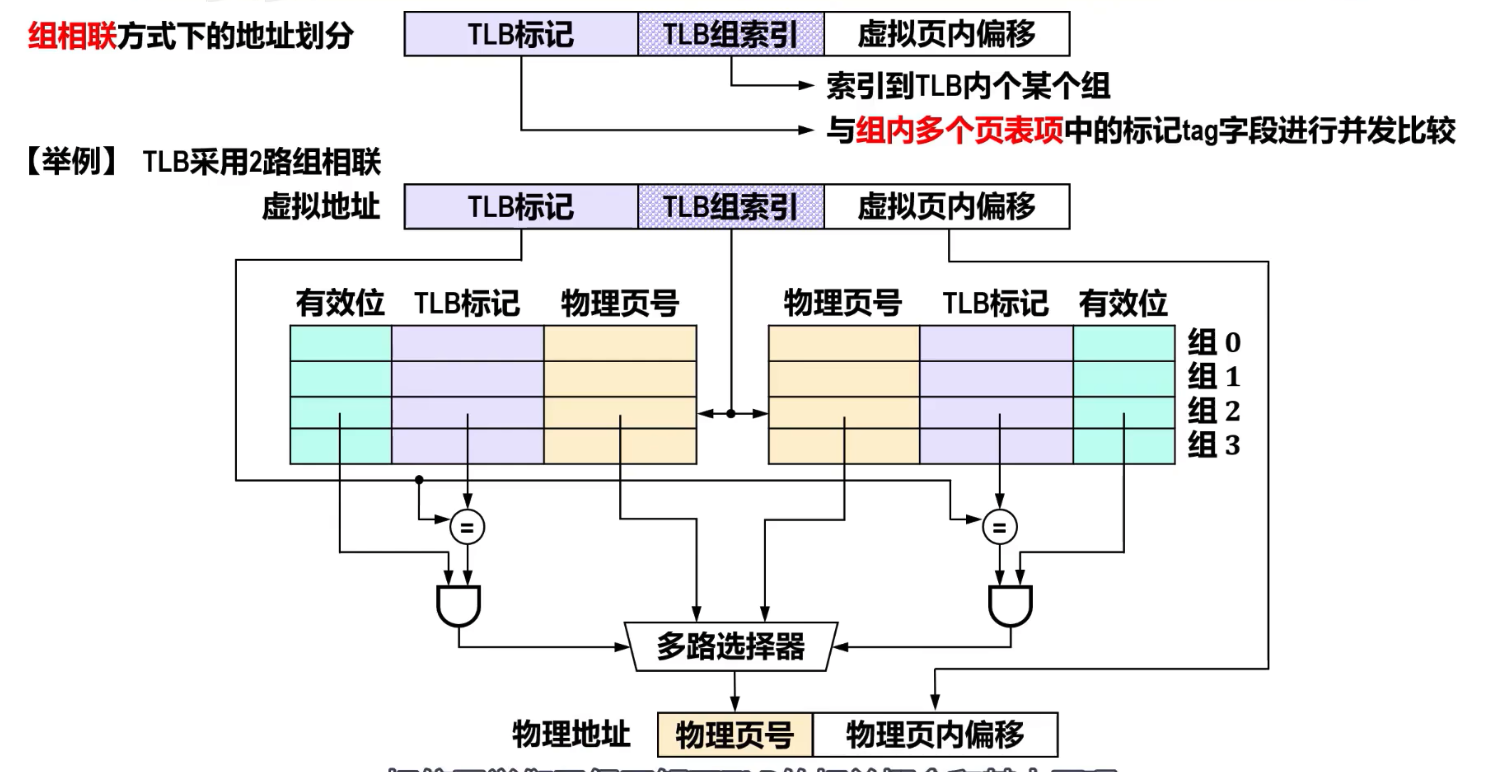 组相联方式下的地址划分
TLB标记 TLB组索引 虚拟页内偏移
索引到TLB内个某个组
与组内多个页表项中的标记tag字段进行并发比较
【举例】 TLB采用2路组相联
虚拟地址 TLB标记 TLB组索引 虚拟页内偏移
有效位 TLB标记 物理页号 物理页号 TLB标记 有效位
组 0
组 1
组 2
组 3
= =
多路选择器
物理地址 物理页号 物理页内偏移